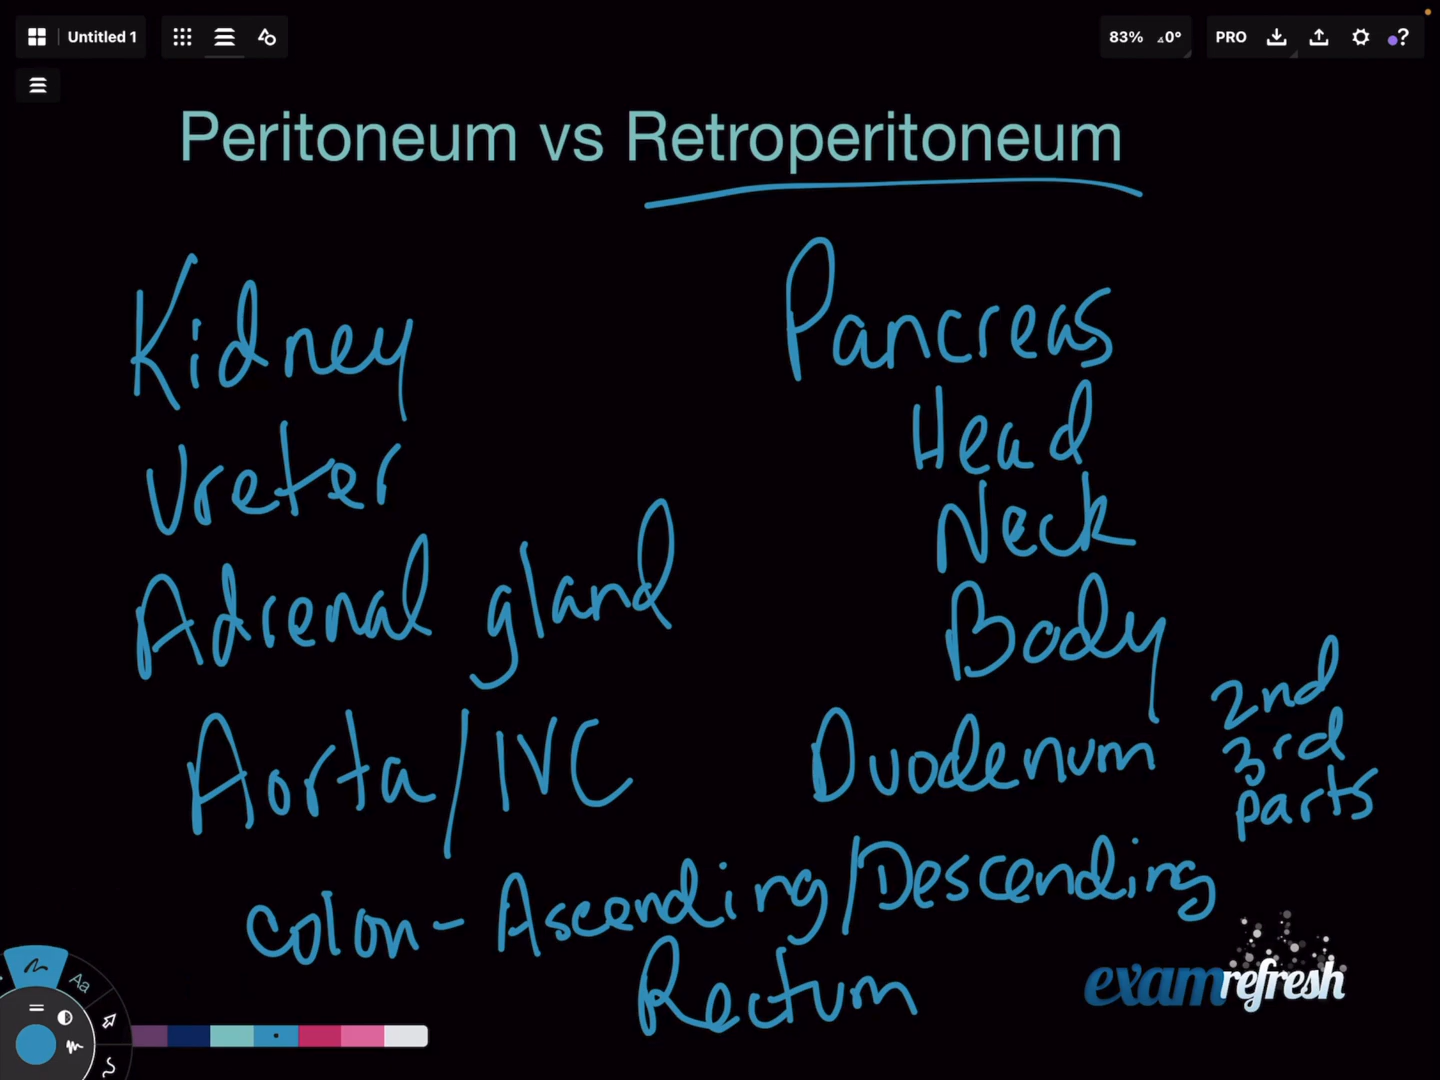 Untitled 1
83% 0°
PRO
?
Peritoneum vs Retroperitoneum
Kidney
Ureter
Adrenal gland
Aorta/IVC
Pancreas
Head
Neck
Body
Duodenum
2nd
3rd
parts
Colon- Ascending/Descending
Rectum
examrefresh
Aa